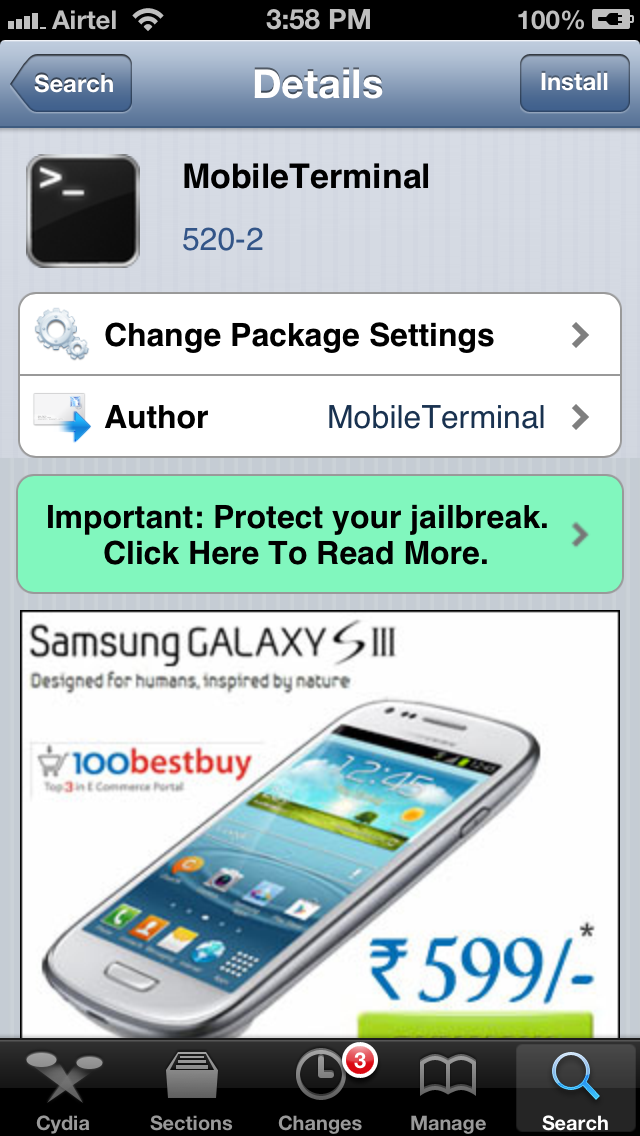 Airtel 3:58 PM 100%
Search Details Install
>_
MobileTerminal
520-2
Change Package Settings
Author MobileTerminal
Important: Protect your jailbreak.
Click Here To Read More.
Samsung GALAXY S III
Designed for humans, inspired by nature
100bestbuy
Top 3 in E Commerce Portal
12:45
₹ 599/-*
3
Cydia Sections Changes Manage Search